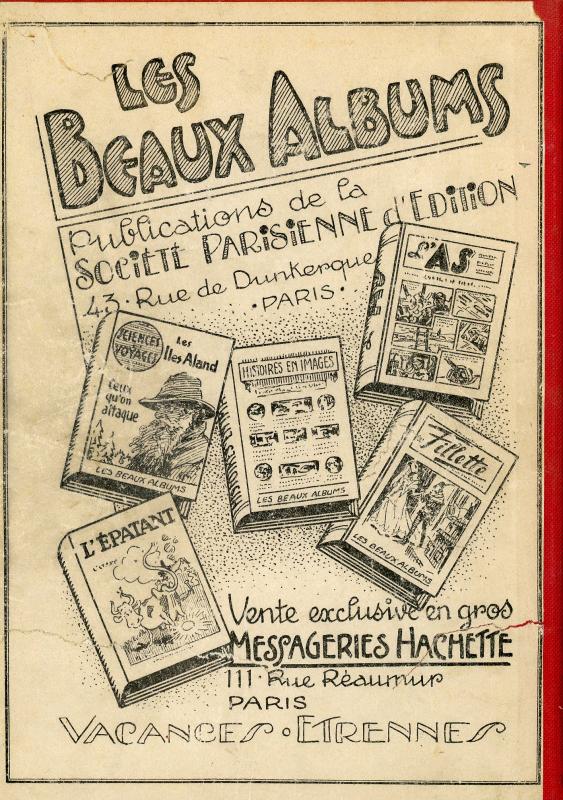 LES
BEAUX ALBUMS
Publications de la
SOCIÉTÉ PARISIENNE d'EDITION
43 · Rue de Dunkerque
· PARIS ·
L'AS
SCIENCES
VOYAGES
Les
Iles Aland
Ceux
qu'on
attaque
LES BEAUX ALBUMS
HISTOIRES EN IMAGES
LES BEAUX ALBUMS
Fillette
LES BEAUX ALBUMS
L'ÉPATANT
Vente exclusive en gros
MESSAGERIES HACHETTE
111 · Rue Réaumur
PARIS
VACANCES · ETRENNES